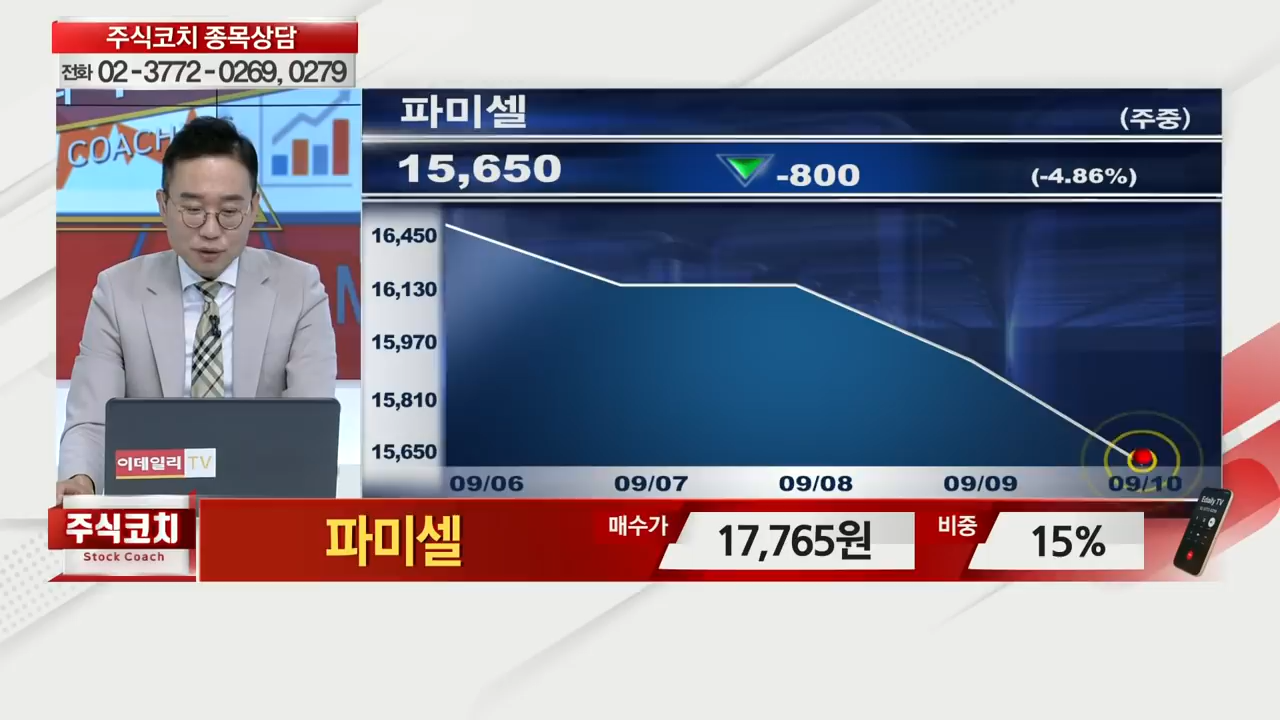 주식코치 종목상담
전화 02-3772-0269, 0279
COACH
파미셀
(주중)
15,650
-800
(-4.86%)
16,450
16,130
15,970
15,810
15,650
09/06
09/07
09/08
09/09
09/10
이데일리TV
주식코치
Stock Coach
파미셀
매수가
17,765원
비중
15%
Edaily TV